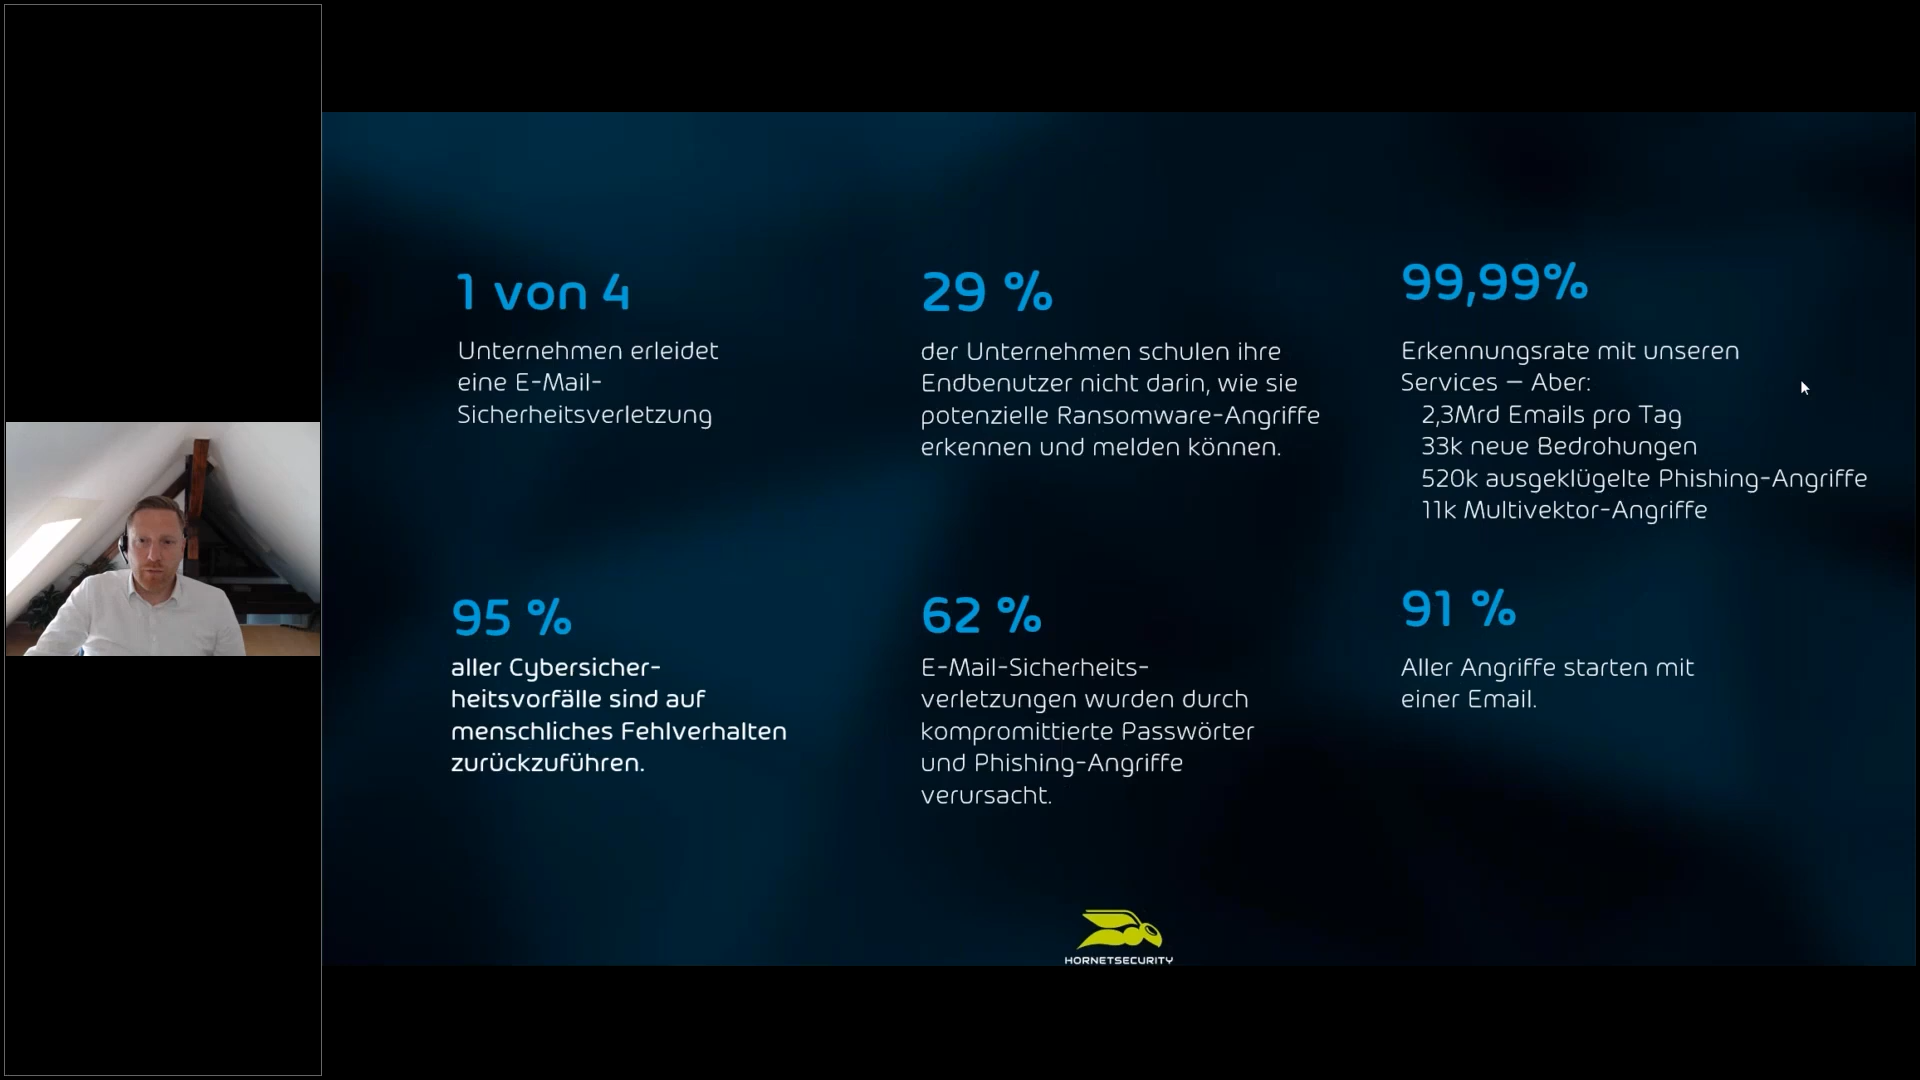 1 von 4
Unternehmen erleidet
eine E-Mail-
Sicherheitsverletzung
29 %
der Unternehmen schulen ihre
Endbenutzer nicht darin, wie sie
potenzielle Ransomware-Angriffe
erkennen und melden können.
99,99%
Erkennungsrate mit unseren
Services – Aber:
2,3Mrd Emails pro Tag
33k neue Bedrohungen
520k ausgeklügelte Phishing-Angriffe
11k Multivektor-Angriffe
95 %
aller Cybersicher-
heitsvorfälle sind auf
menschliches Fehlverhalten
zurückzuführen.
62 %
E-Mail-Sicherheits-
verletzungen wurden durch
kompromittierte Passwörter
und Phishing-Angriffe
verursacht.
91 %
Aller Angriffe starten mit
einer Email.
HORNETSECURITY